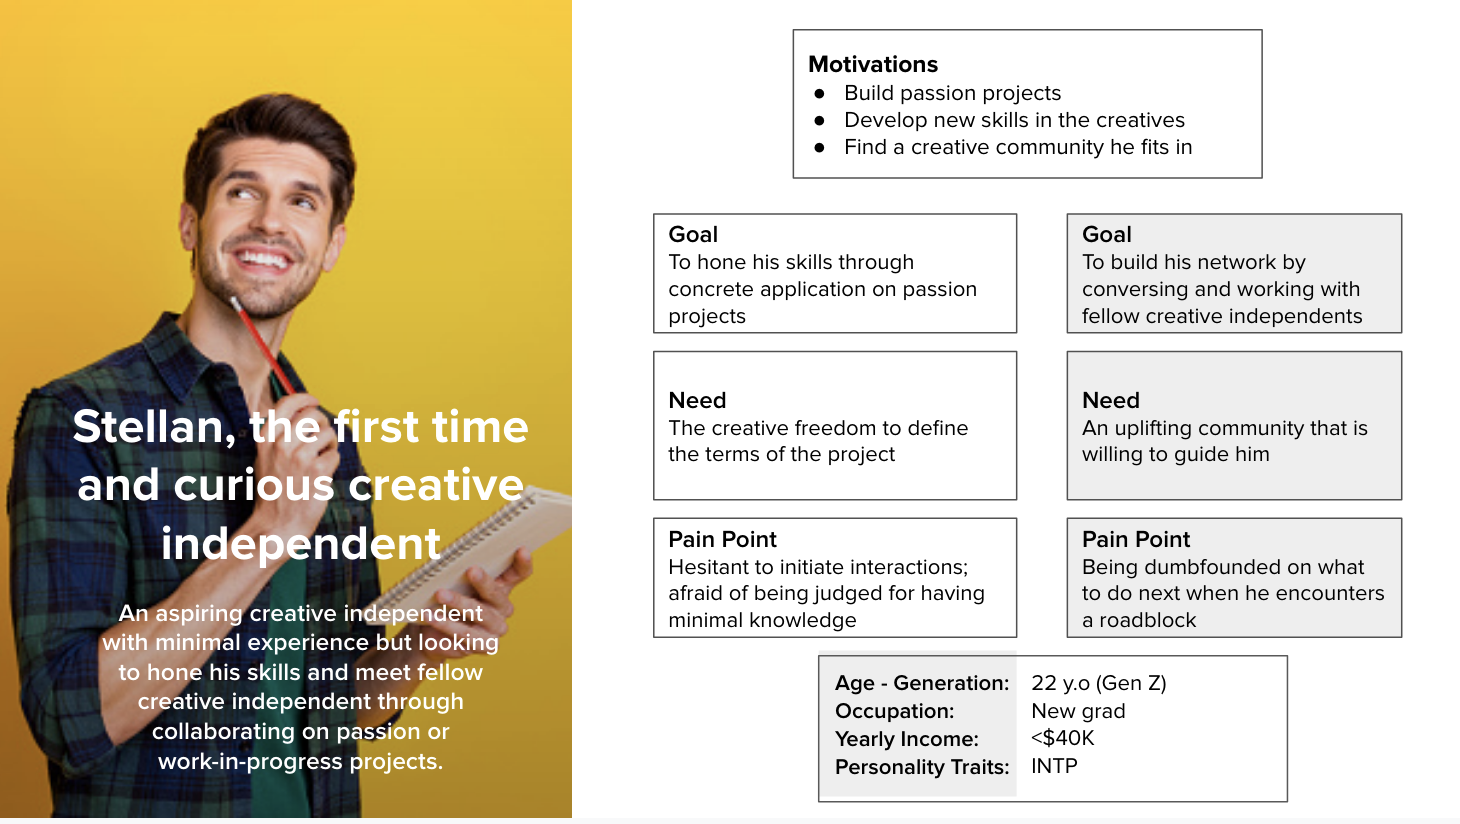 Stellan, the first time
and curious creative
independent
An aspiring creative independent
with minimal experience but looking
to hone his skills and meet fellow
creative independent through
collaborating on passion or
work-in-progress projects.
Motivations
● Build passion projects
● Develop new skills in the creatives
● Find a creative community he fits in
Goal
To hone his skills through
concrete application on passion
projects
Goal
To build his network by
conversing and working with
fellow creative independents
Need
The creative freedom to define
the terms of the project
Need
An uplifting community that is
willing to guide him
Pain Point
Hesitant to initiate interactions;
afraid of being judged for having
minimal knowledge
Pain Point
Being dumbfounded on what
to do next when he encounters
a roadblock
Age - Generation: 22 y.o (Gen Z)
Occupation: New grad
Yearly Income: <$40K
Personality Traits: INTP